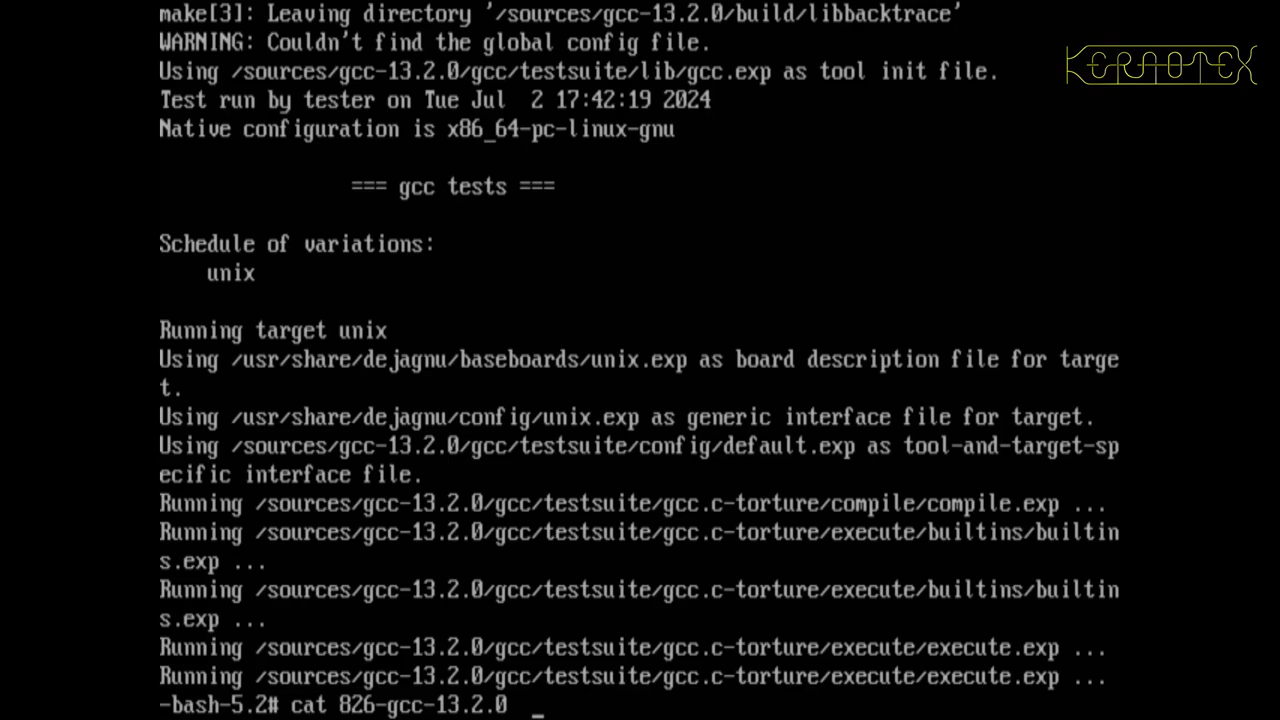 make[3]: Leaving directory '/sources/gcc-13.2.0/build/libbacktrace'
WARNING: Couldn't find the global config file.
KERNOTEX
Using /sources/gcc-13.2.0/gcc/testsuite/lib/gcc.exp as tool init file.
Test run by tester on Tue Jul  2 17:42:19 2024
Native configuration is x86_64-pc-linux-gnu
=== gcc tests ===
Schedule of variations:
unix
Running target unix
Using /usr/share/dejagnu/baseboards/unix.exp as board description file for targe
t.
Using /usr/share/dejagnu/config/unix.exp as generic interface file for target.
Using /sources/gcc-13.2.0/gcc/testsuite/config/default.exp as tool-and-target-sp
ecific interface file.
Running /sources/gcc-13.2.0/gcc/testsuite/gcc.c-torture/compile/compile.exp ...
Running /sources/gcc-13.2.0/gcc/testsuite/gcc.c-torture/execute/builtins/builtin
s.exp ...
Running /sources/gcc-13.2.0/gcc/testsuite/gcc.c-torture/execute/builtins/builtin
s.exp ...
Running /sources/gcc-13.2.0/gcc/testsuite/gcc.c-torture/execute/execute.exp ...
Running /sources/gcc-13.2.0/gcc/testsuite/gcc.c-torture/execute/execute.exp ...
-bash-5.2# cat 826-gcc-13.2.0  _